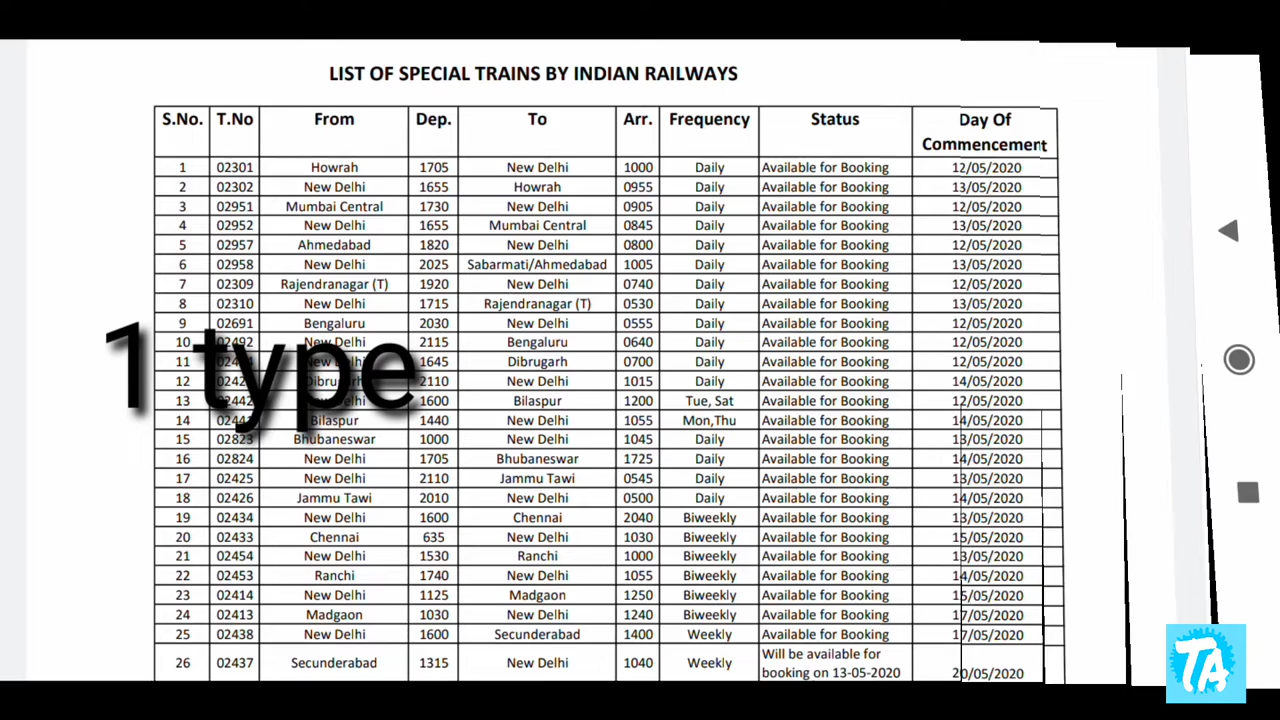 LIST OF SPECIAL TRAINS BY INDIAN RAILWAYS
S.No. T.No From Dep. To Arr. Frequency Status Day Of Commencement
1 02301 Howrah 1705 New Delhi 1000 Daily Available for Booking 12/05/2020
2 02302 New Delhi 1655 Howrah 0955 Daily Available for Booking 13/05/2020
3 02951 Mumbai Central 1730 New Delhi 0905 Daily Available for Booking 12/05/2020
4 02952 New Delhi 1655 Mumbai Central 0845 Daily Available for Booking 13/05/2020
5 02957 Ahmedabad 1820 New Delhi 0800 Daily Available for Booking 12/05/2020
6 02958 New Delhi 2025 Sabarmati/Ahmedabad 1005 Daily Available for Booking 13/05/2020
7 02309 Rajendranagar (T) 1920 New Delhi 0740 Daily Available for Booking 12/05/2020
8 02310 New Delhi 1715 Rajendranagar (T) 0530 Daily Available for Booking 13/05/2020
9 02691 Bengaluru 2030 New Delhi 0555 Daily Available for Booking 12/05/2020
10 02492 New Delhi 2115 Bengaluru 0640 Daily Available for Booking 12/05/2020
11 New Delhi 1645 Dibrugarh 0700 Daily Available for Booking 12/05/2020
12 Dibrugarh 2110 New Delhi 1015 Daily Available for Booking 14/05/2020
1 type
13 02442 New Delhi 1600 Bilaspur 1200 Tue, Sat Available for Booking 12/05/2020
14 Bilaspur 1440 New Delhi 1055 Mon,Thu Available for Booking 14/05/2020
15 02823 Bhubaneswar 1000 New Delhi 1045 Daily Available for Booking 13/05/2020
16 02824 New Delhi 1705 Bhubaneswar 1725 Daily Available for Booking 14/05/2020
17 02425 New Delhi 2110 Jammu Tawi 0545 Daily Available for Booking 13/05/2020
18 02426 Jammu Tawi 2010 New Delhi 0500 Daily Available for Booking 14/05/2020
19 02434 New Delhi 1600 Chennai 2040 Biweekly Available for Booking 13/05/2020
20 02433 Chennai 635 New Delhi 1030 Biweekly Available for Booking 15/05/2020
21 02454 New Delhi 1530 Ranchi 1000 Biweekly Available for Booking 13/05/2020
22 02453 Ranchi 1740 New Delhi 1055 Biweekly Available for Booking 14/05/2020
23 02414 New Delhi 1125 Madgaon 1250 Biweekly Available for Booking 15/05/2020
24 02413 Madgaon 1030 New Delhi 1240 Biweekly Available for Booking 17/05/2020
25 02438 New Delhi 1600 Secunderabad 1400 Weekly Available for Booking 17/05/2020
26 02437 Secunderabad 1315 New Delhi 1040 Weekly Will be available for booking on 13-05-2020 20/05/2020
TA